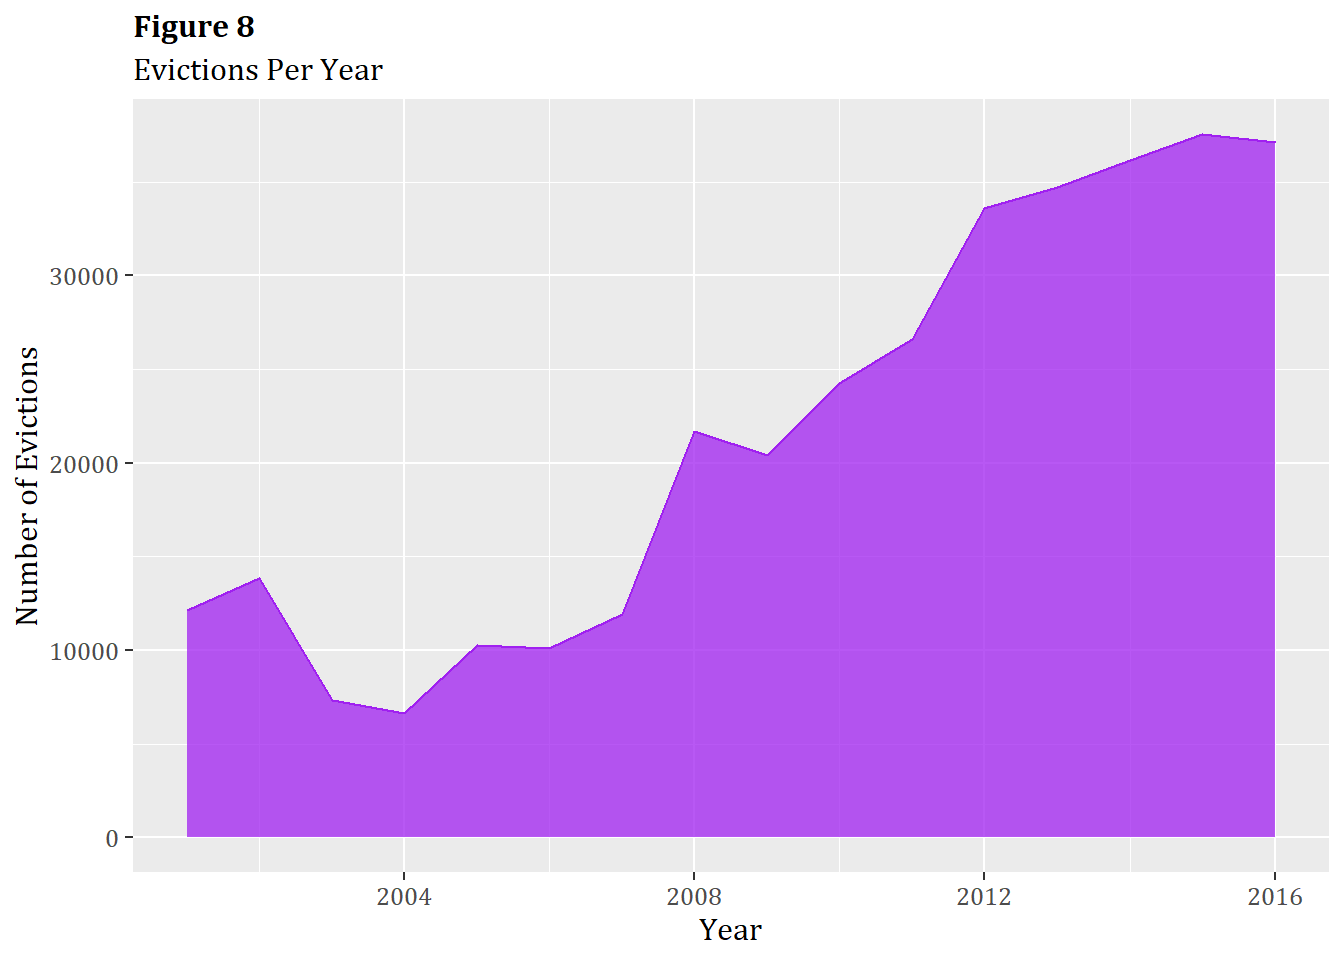 Figure 8
Evictions Per Year
Number of Evictions
30000
20000
10000
0
2004 2008 2012 2016
Year